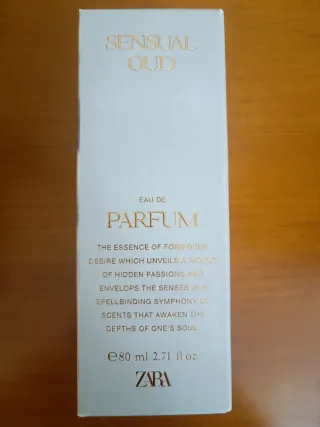 SENSUAL
OUD
EAU DE
PARFUM
THE ESSENCE OF FORBIDDEN
DESIRE WHICH UNVEILS A WORLD
OF HIDDEN PASSIONS AND
ENVELOPS THE SENSES IN A
SPELLBINDING SYMPHONY OF
SCENTS THAT AWAKEN THE
DEPTHS OF ONE'S SOUL.
℮80 ml 2.71 fl oz
ZARA